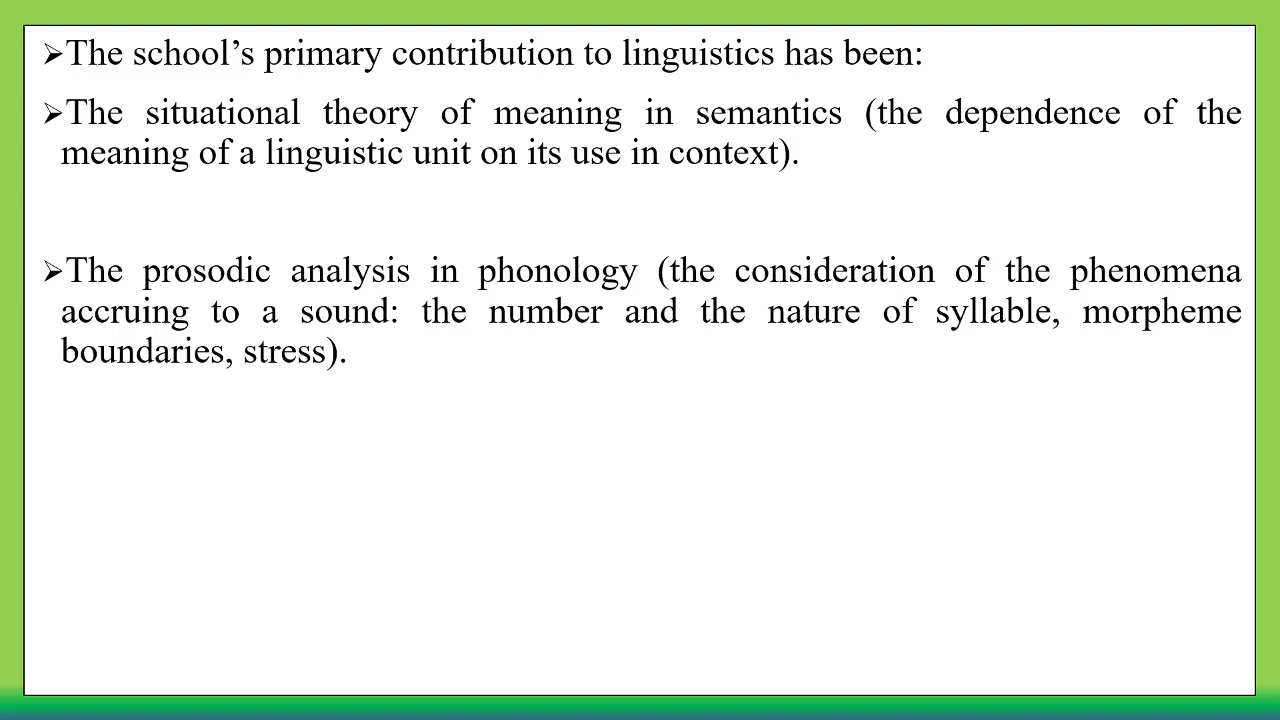 ➢The school’s primary contribution to linguistics has been:
➢The situational theory of meaning in semantics (the dependence of the
meaning of a linguistic unit on its use in context).
➢The prosodic analysis in phonology (the consideration of the phenomena
accruing to a sound: the number and the nature of syllable, morpheme
boundaries, stress).